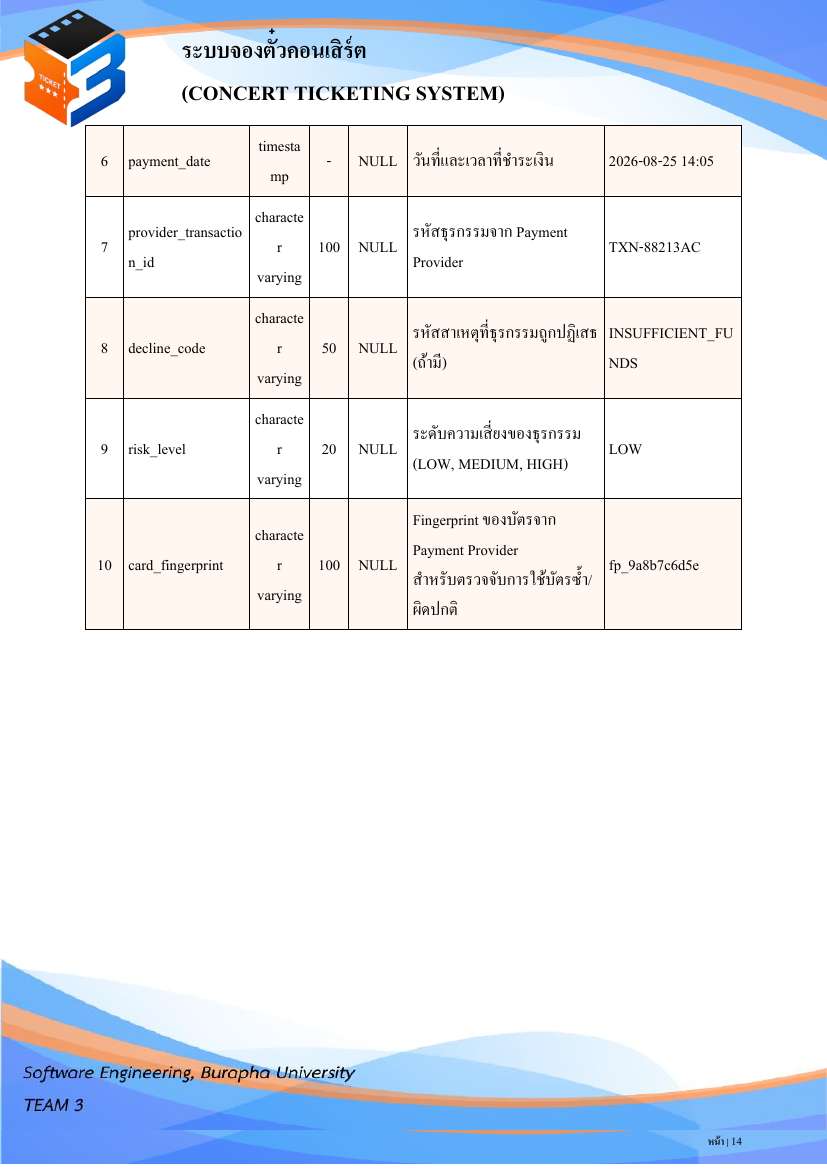 TICKET
3
ระบบจองตั๋วคอนเสิร์ต
(CONCERT TICKETING SYSTEM)
6 payment_date timesta - NULL วันที่และเวลาที่ชำระเงิน 2026-08-25 14:05
mp
7 provider_transactio characte 100 NULL รหัสธุรกรรมจาก Payment TXN-88213AC
n_id r Provider
varying
8 decline_code characte 50 NULL รหัสสาเหตุที่ธุรกรรมถูกปฏิเสธ INSUFFICIENT_FU
r (ถ้ามี) NDS
varying
9 risk_level characte 20 NULL ระดับความเสี่ยงของธุรกรรม LOW
r (LOW, MEDIUM, HIGH)
varying
10 card_fingerprint characte 100 NULL Fingerprint ของบัตรจาก fp_9a8b7c6d5e
r Payment Provider
varying สำหรับตรวจจับการใช้บัตรซ้ำ/
ผิดปกติ
Software Engineering, Burapha University
TEAM 3
หน้า | 14